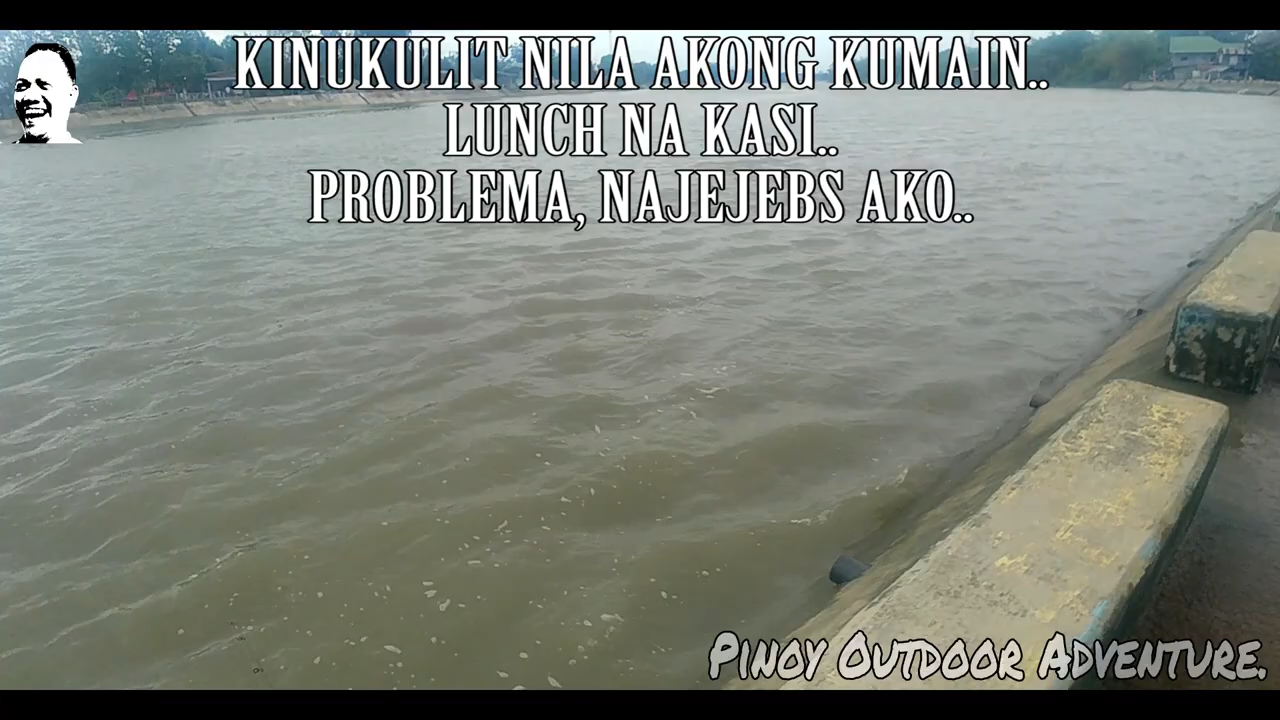 KINUKULIT NILA AKONG KUMAIN..
LUNCH NA KASI..
PROBLEMA, NAJEJEBS AKO..
PINOY OUTDOOR ADVENTURE.